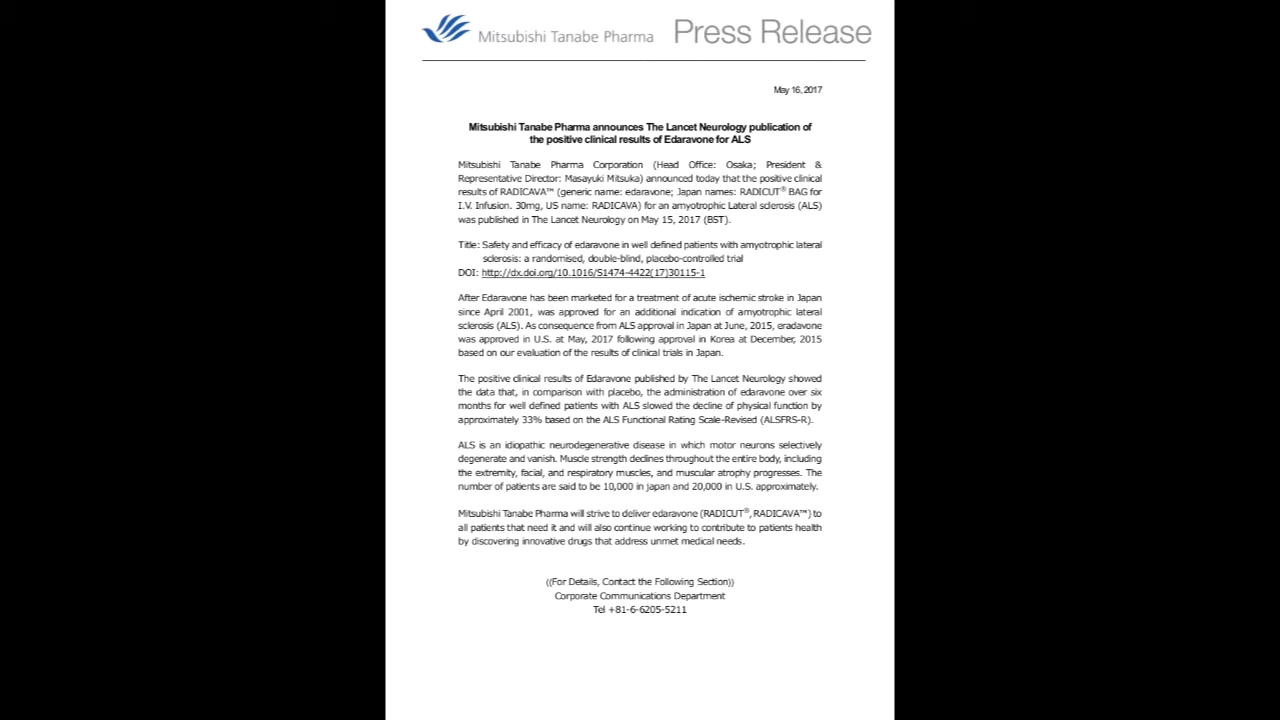 Mitsubishi Tanabe Pharma Press Release
May 16, 2017
Mitsubishi Tanabe Pharma announces The Lancet Neurology publication of
the positive clinical results of Edaravone for ALS
Mitsubishi Tanabe Pharma Corporation (Head Office: Osaka; President &
Representative Director: Masayuki Mitsuka) announced today that the positive clinical
results of RADICAVA™ (generic name: edaravone; Japan names: RADICUT® BAG for
I.V. Infusion. 30mg, US name: RADICAVA) for an amyotrophic Lateral sclerosis (ALS)
was published in The Lancet Neurology on May 15, 2017 (BST).
Title: Safety and efficacy of edaravone in well defined patients with amyotrophic lateral
sclerosis: a randomised, double-blind, placebo-controlled trial
DOI: http://dx.doi.org/10.1016/S1474-4422(17)30115-1
After Edaravone has been marketed for a treatment of acute ischemic stroke in Japan
since April 2001, was approved for an additional indication of amyotrophic lateral
sclerosis (ALS). As consequence from ALS approval in Japan at June, 2015, eradavone
was approved in U.S. at May, 2017 following approval in Korea at December, 2015
based on our evaluation of the results of clinical trials in Japan.
The positive clinical results of Edaravone published by The Lancet Neurology showed
the data that, in comparison with placebo, the administration of edaravone over six
months for well defined patients with ALS slowed the decline of physical function by
approximately 33% based on the ALS Functional Rating Scale-Revised (ALSFRS-R).
ALS is an idiopathic neurodegenerative disease in which motor neurons selectively
degenerate and vanish. Muscle strength declines throughout the entire body, including
the extremity, facial, and respiratory muscles, and muscular atrophy progresses. The
number of patients are said to be 10,000 in japan and 20,000 in U.S. approximately.
Mitsubishi Tanabe Pharma will strive to deliver edaravone (RADICUT®, RADICAVA™) to
all patients that need it and will also continue working to contribute to patients health
by discovering innovative drugs that address unmet medical needs.
((For Details, Contact the Following Section))
Corporate Communications Department
Tel +81-6-6205-5211